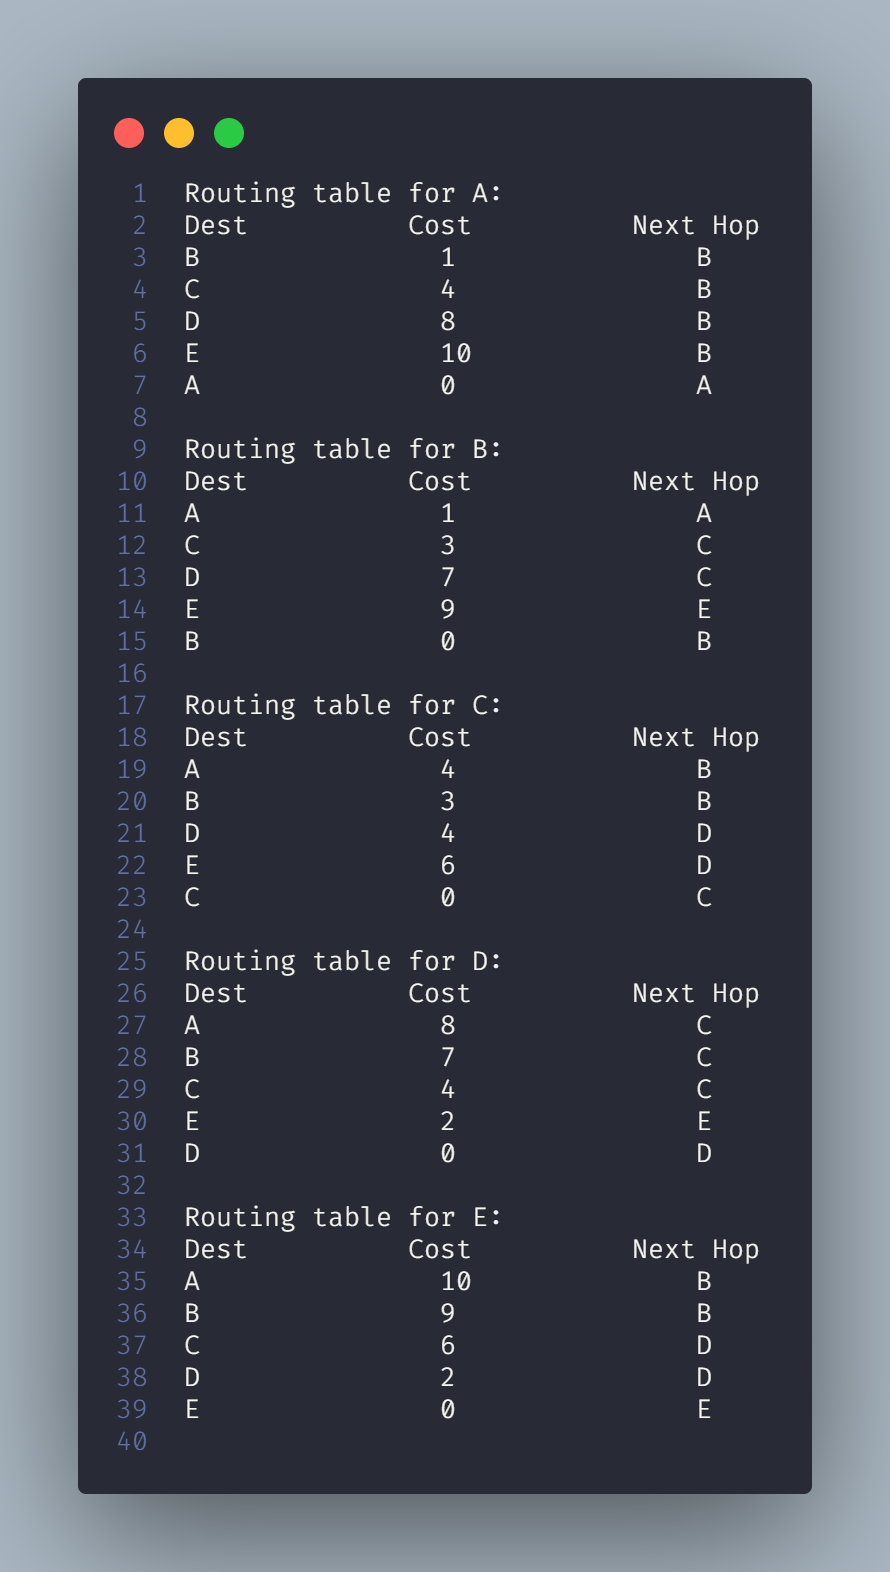 1 Routing table for A:
2 Dest Cost Next Hop
3 B 1 B
4 C 4 B
5 D 8 B
6 E 10 B
7 A 0 A
8
9 Routing table for B:
10 Dest Cost Next Hop
11 A 1 A
12 C 3 C
13 D 7 C
14 E 9 E
15 B 0 B
16
17 Routing table for C:
18 Dest Cost Next Hop
19 A 4 B
20 B 3 B
21 D 4 D
22 E 6 D
23 C 0 C
24
25 Routing table for D:
26 Dest Cost Next Hop
27 A 8 C
28 B 7 C
29 C 4 C
30 E 2 E
31 D 0 D
32
33 Routing table for E:
34 Dest Cost Next Hop
35 A 10 B
36 B 9 B
37 C 6 D
38 D 2 D
39 E 0 E
40